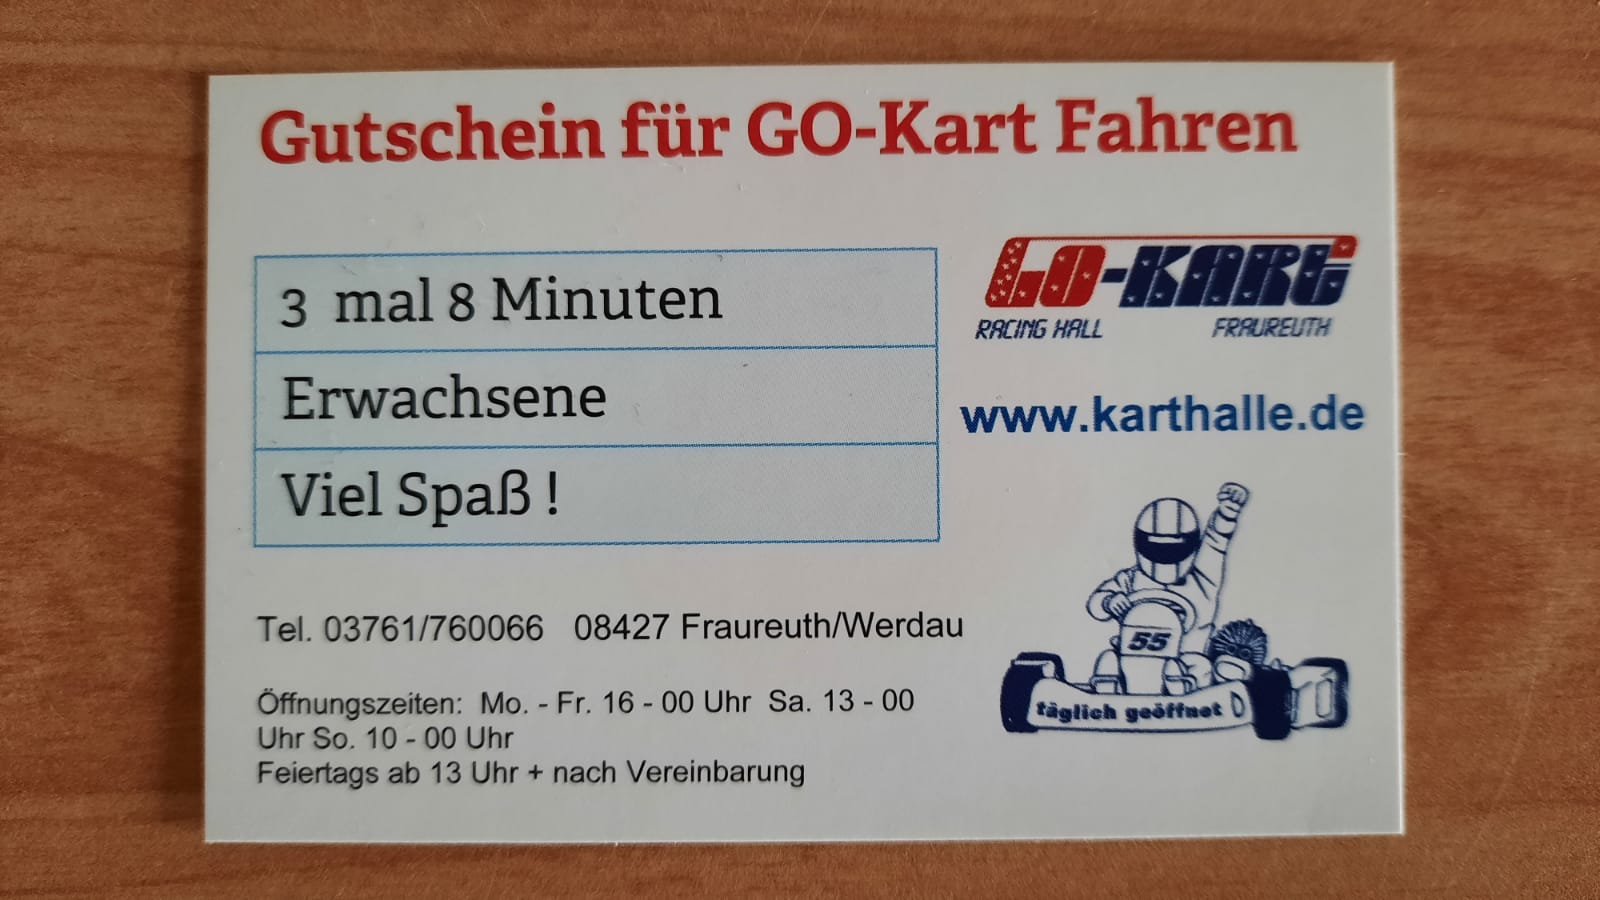 Gutschein für GO-Kart Fahren
3 mal 8 Minuten
Erwachsene
Viel Spaß !
GO-KART
RACING HALL FRAUREUTH
www.karthalle.de
55
täglich geöffnet
Tel. 03761/760066 08427 Fraureuth/Werdau
Öffnungszeiten: Mo. - Fr. 16 - 00 Uhr Sa. 13 - 00
Uhr So. 10 - 00 Uhr
Feiertags ab 13 Uhr + nach Vereinbarung